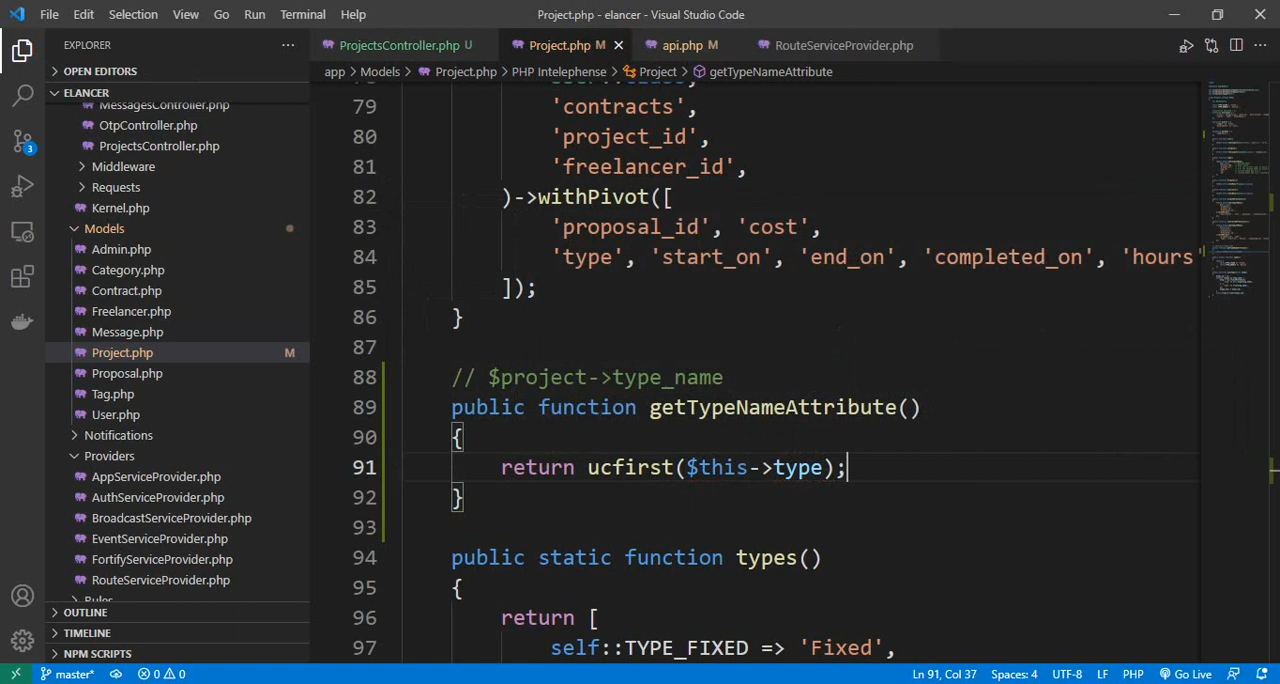 File Edit Selection View Go Run Terminal Help
Project.php - elancer - Visual Studio Code
EXPLORER
ProjectsController.php U
Project.php M
api.php M
RouteServiceProvider.php
OPEN EDITORS
app > Models > Project.php > PHP Intelephense > Project > getTypeNameAttribute
ELANCER
MessagesController.php
OtpController.php
ProjectsController.php
Middleware
Requests
Kernel.php
Models
Admin.php
Category.php
Contract.php
Freelancer.php
Message.php
Project.php M
Proposal.php
Tag.php
User.php
Notifications
Providers
AppServiceProvider.php
AuthServiceProvider.php
BroadcastServiceProvider.php
EventServiceProvider.php
FortifyServiceProvider.php
RouteServiceProvider.php
Rules
OUTLINE
TIMELINE
NPM SCRIPTS
3
79 'contracts',
80 'project_id',
81 'freelancer_id',
82 )->withPivot([
83 'proposal_id', 'cost',
84 'type', 'start_on', 'end_on', 'completed_on', 'hours'
85 ]);
86 }
87
88 // $project->type_name
89 public function getTypeNameAttribute()
90 {
91 return ucfirst($this->type);
92 }
93
94 public static function types()
95 {
96 return [
97 self::TYPE_FIXED => 'Fixed',
master* 0 0 Ln 91, Col 37 Spaces: 4 UTF-8 LF PHP Go Live